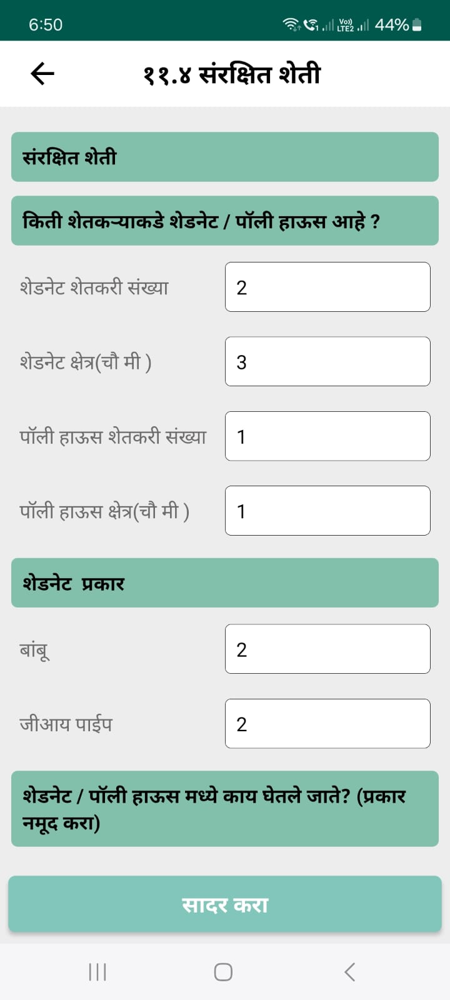 6:50
Vo))
LTE2
44%
११.४ संरक्षित शेती
संरक्षित शेती
किती शेतकऱ्याकडे शेडनेट / पॉली हाऊस आहे ?
शेडनेट शेतकरी संख्या
2
शेडनेट क्षेत्र(चौ मी )
3
पॉली हाऊस शेतकरी संख्या
1
पॉली हाऊस क्षेत्र(चौ मी )
1
शेडनेट प्रकार
बांबू
2
जीआय पाईप
2
शेडनेट / पॉली हाऊस मध्ये काय घेतले जाते? (प्रकार
नमूद करा)
सादर करा